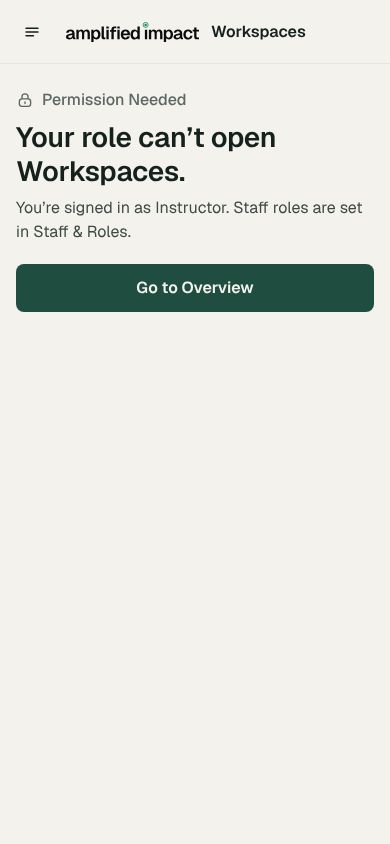 amplified impact Workspaces
Permission Needed
Your role can’t open
Workspaces.
You’re signed in as Instructor. Staff roles are set
in Staff & Roles.
Go to Overview